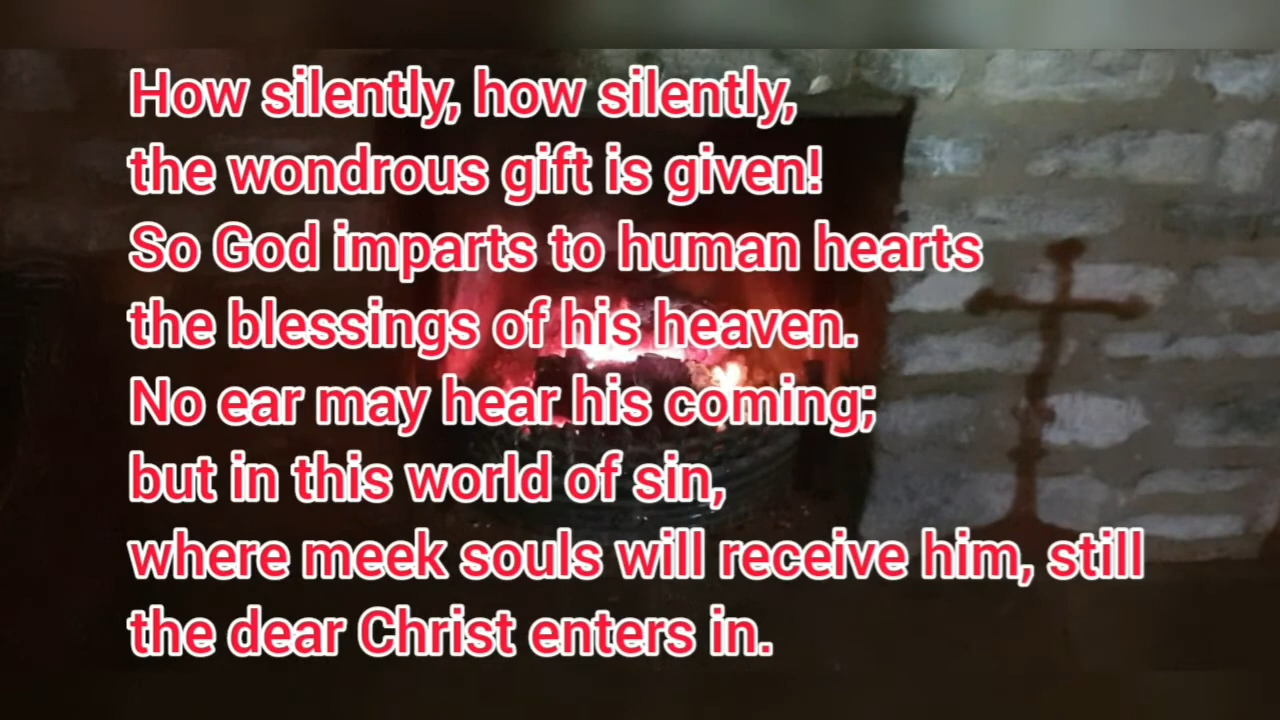 How silently, how silently,
the wondrous gift is given!
So God imparts to human hearts
the blessings of his heaven.
No ear may hear his coming;
but in this world of sin,
where meek souls will receive him, still
the dear Christ enters in.